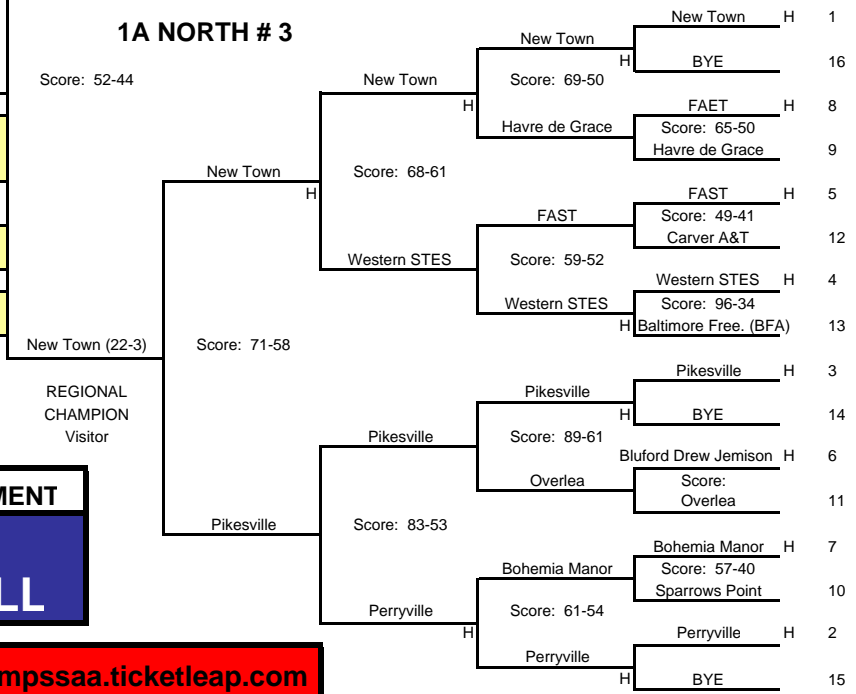 1A NORTH # 3
New Town H 1
New Town
H BYE 16
Score: 52-44
New Town
Score: 69-50
H
FAET H 8
Havre de Grace
Score: 65-50
Havre de Grace 9
New Town
Score: 68-61
H
FAST H 5
FAST
Score: 49-41
Carver A&T 12
Western STES
Score: 59-52
Western STES H 4
Western STES
Score: 96-34
H Baltimore Free. (BFA) 13
New Town (22-3)
Score: 71-58
REGIONAL
CHAMPION
Visitor
Pikesville H 3
Pikesville
H BYE 14
Pikesville
Score: 89-61
Bluford Drew Jemison H 6
Overlea
Score:
Overlea 11
MENT
Pikesville
Score: 83-53
LL
Bohemia Manor H 7
Bohemia Manor
Score: 57-40
Sparrows Point 10
Perryville
Score: 61-54
H
Perryville H 2
Perryville
H BYE 15
mpssaa.ticketleap.com